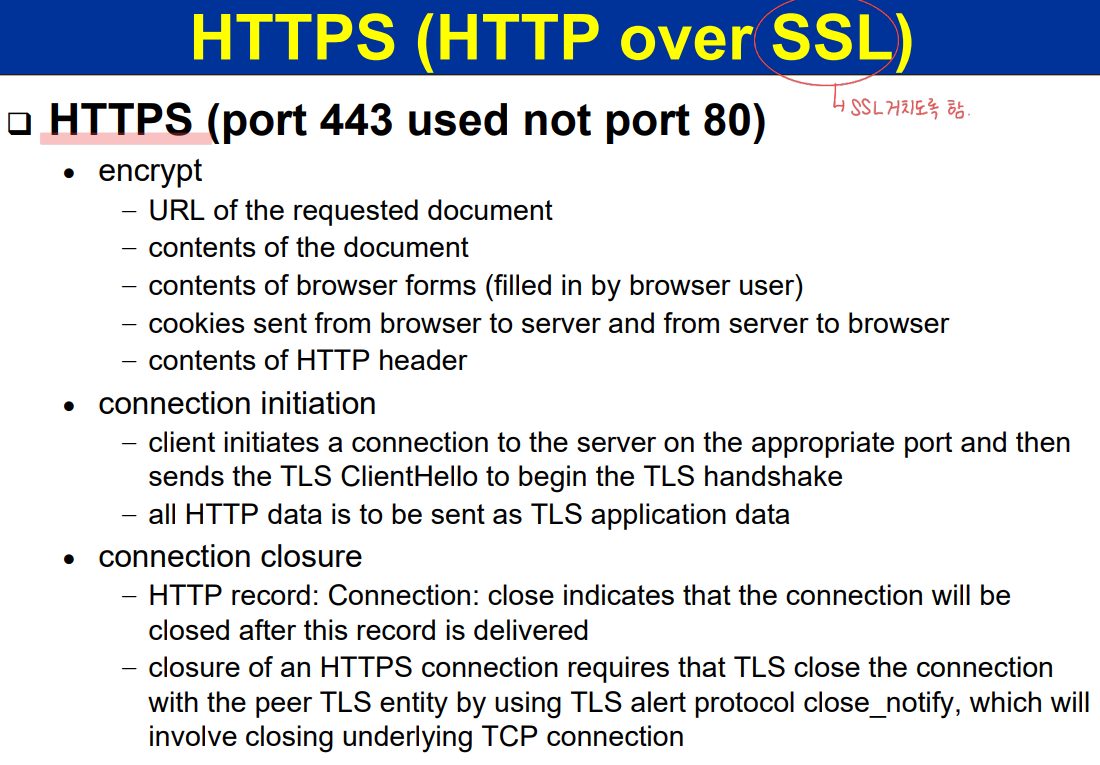 HTTPS (HTTP over SSL)
↳ SSL 거치도록 함.
❑ HTTPS (port 443 used not port 80)
• encrypt
– URL of the requested document
– contents of the document
– contents of browser forms (filled in by browser user)
– cookies sent from browser to server and from server to browser
– contents of HTTP header
• connection initiation
– client initiates a connection to the server on the appropriate port and then
sends the TLS ClientHello to begin the TLS handshake
– all HTTP data is to be sent as TLS application data
• connection closure
– HTTP record: Connection: close indicates that the connection will be
closed after this record is delivered
– closure of an HTTPS connection requires that TLS close the connection
with the peer TLS entity by using TLS alert protocol close_notify, which will
involve closing underlying TCP connection